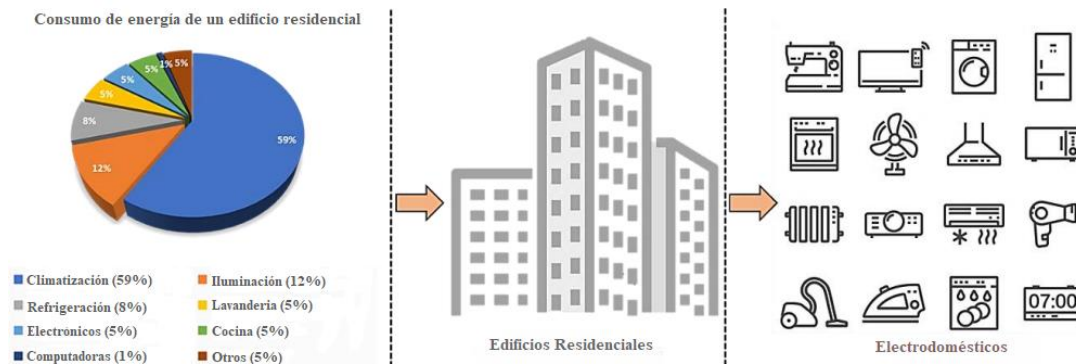 Consumo de energía de un edificio residencial
5%
1%
5%
5%
5%
8%
12%
59%
Climatización (59%)
Iluminación (12%)
Refrigeración (8%)
Lavanderia (5%)
Electrónicos (5%)
Cocina (5%)
Computadoras (1%)
Otros (5%)
Edificios Residenciales
07:00
Electrodomésticos